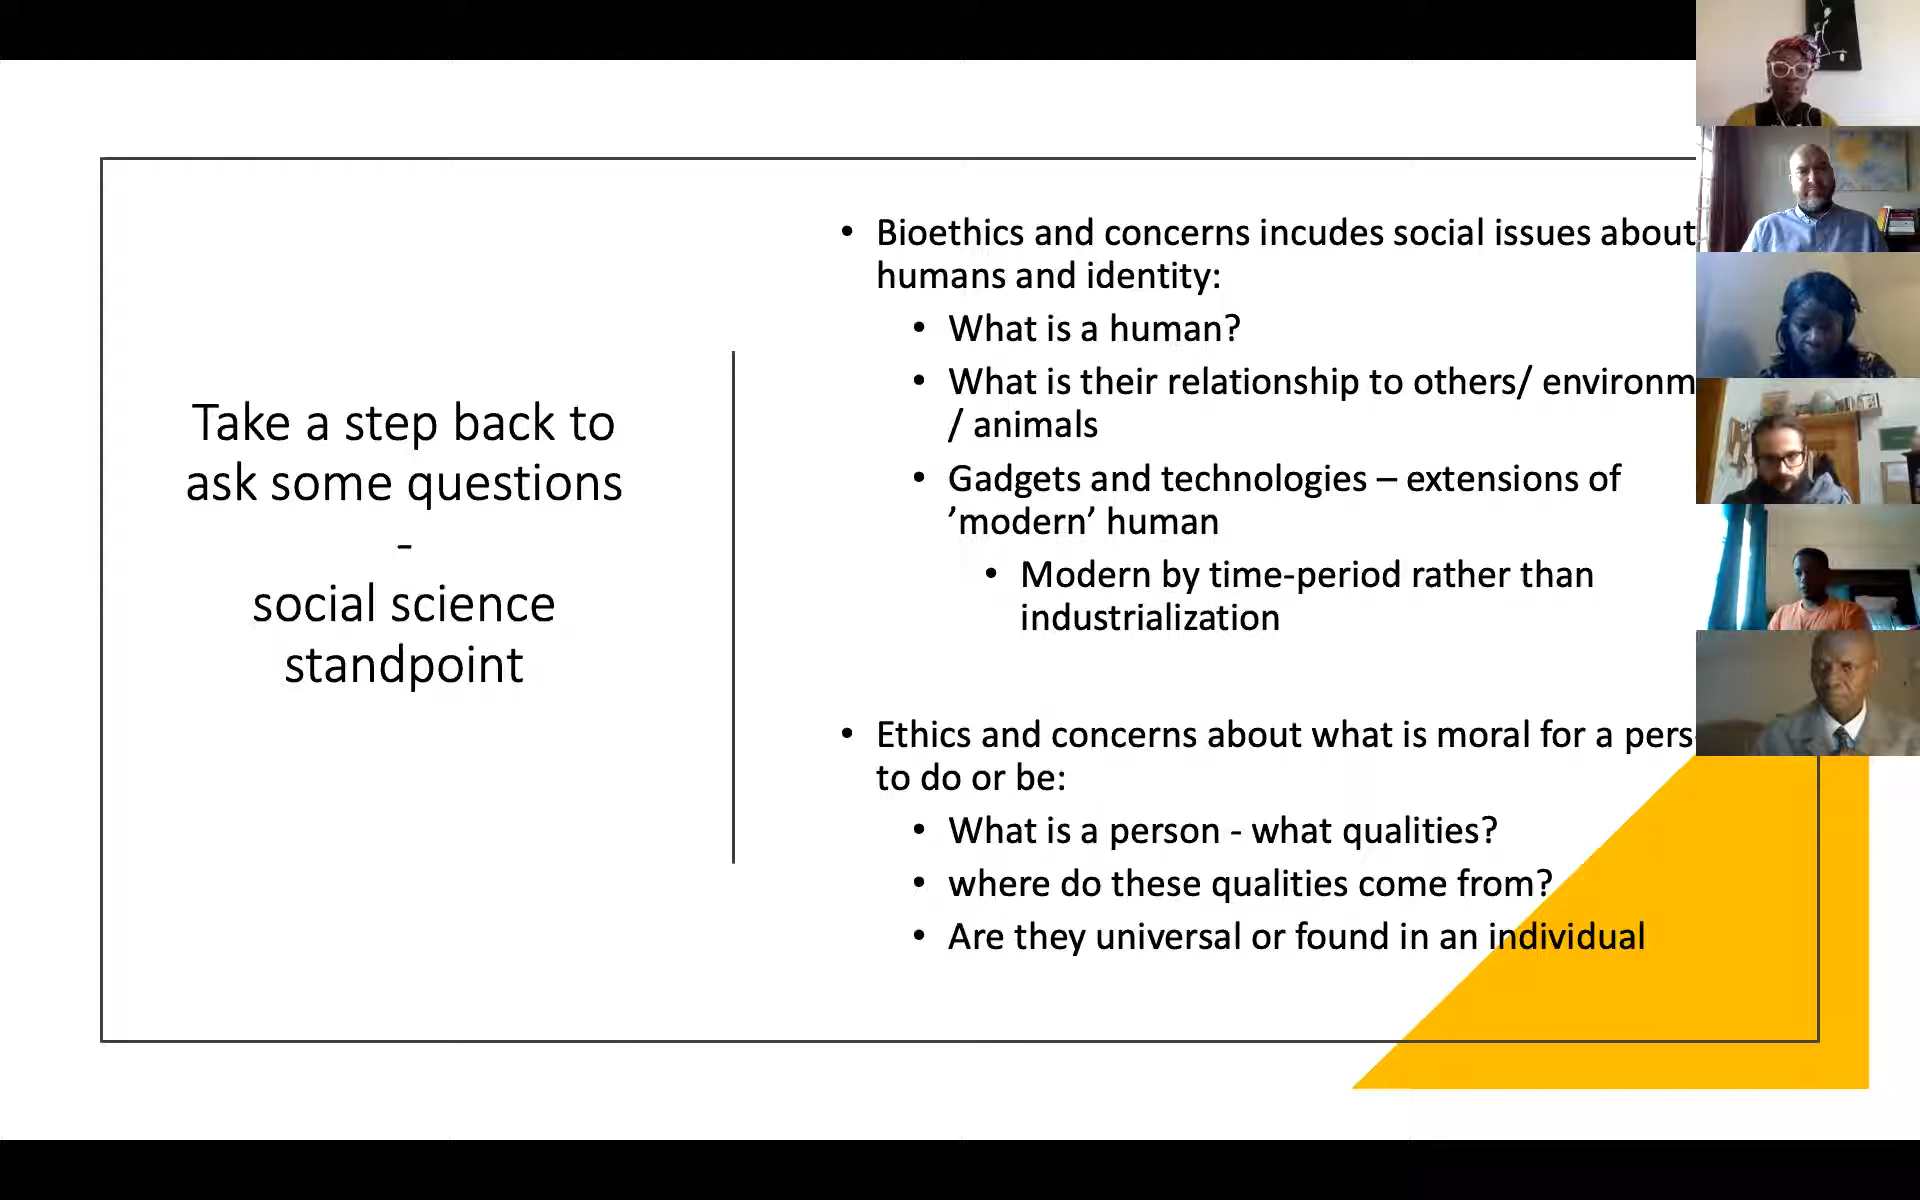 Take a step back to
ask some questions
-
social science
standpoint
• Bioethics and concerns incudes social issues about
humans and identity:
• What is a human?
• What is their relationship to others/ environm
/ animals
• Gadgets and technologies – extensions of
’modern’ human
• Modern by time-period rather than
industrialization
• Ethics and concerns about what is moral for a pers
to do or be:
• What is a person - what qualities?
• where do these qualities come from?
• Are they universal or found in an individual